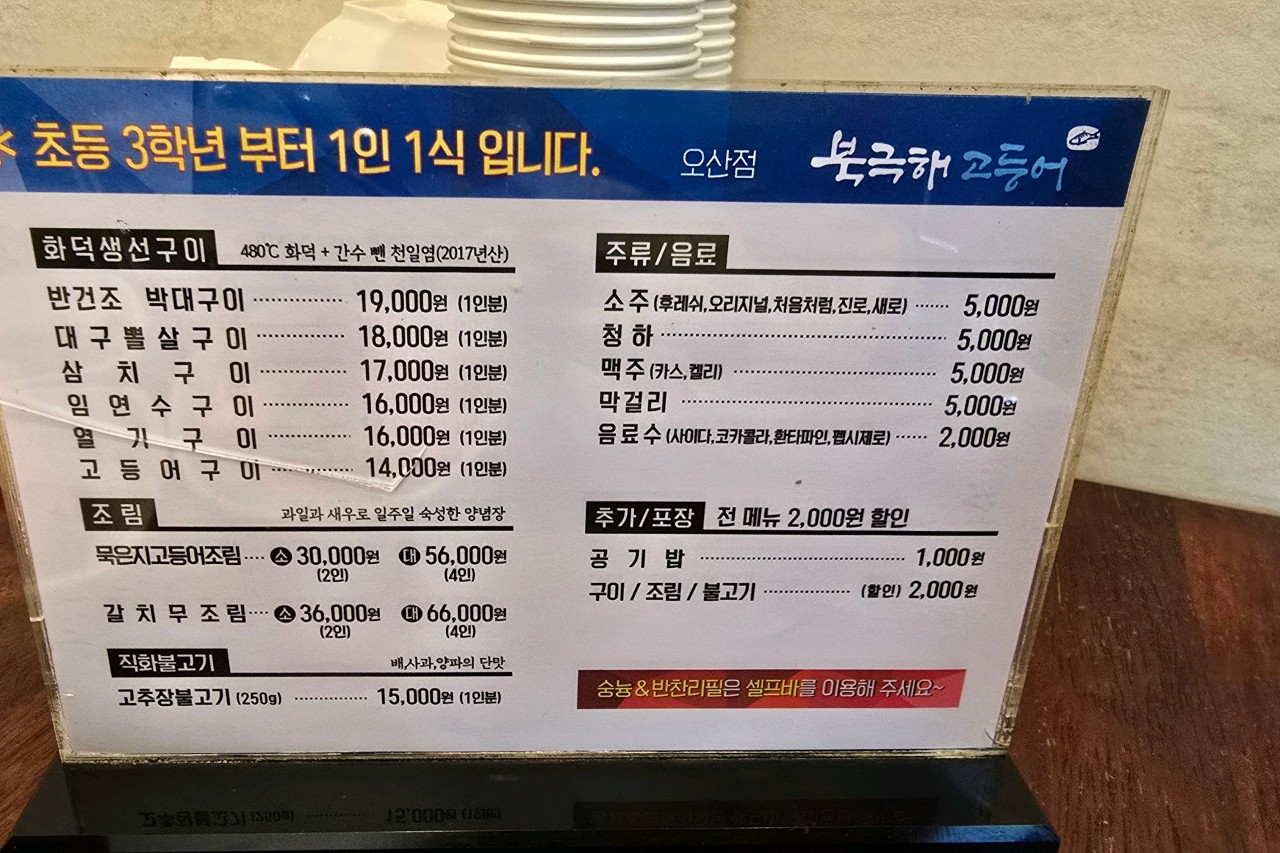 * 초등 3학년 부터 1인 1식 입니다. 오산점 북극해 고등어
화덕생선구이 480℃ 화덕 + 간수 뺀 천일염(2017년산)
반건조 박대구이 ············ 19,000원 (1인분)
대구뽈살구이 ············ 18,000원 (1인분)
삼치구이 ············ 17,000원 (1인분)
임연수구이 ············ 16,000원 (1인분)
열기구이 ············ 16,000원 (1인분)
고등어구이 ············ 14,000원 (1인분)
조림 과일과 새우로 일주일 숙성한 양념장
묵은지고등어조림···· 소 30,000원 대 56,000원
(2인) (4인)
갈치무조림···· 소 36,000원 대 66,000원
(2인) (4인)
직화불고기 배,사과,양파의 단맛
고추장불고기 (250g) ············ 15,000원 (1인분)
주류/음료
소주 (후레쉬,오리지널,처음처럼,진로,새로) ······ 5,000원
청하 ············ 5,000원
맥주 (카스,켈리) ············ 5,000원
막걸리 ············ 5,000원
음료수 (사이다,코카콜라,환타파인,펩시제로) ······ 2,000원
추가/포장 전 메뉴 2,000원 할인
공기밥 ············ 1,000원
구이 / 조림 / 불고기 ············ (할인) 2,000원
숭늉&반찬리필은 셀프바를 이용해 주세요~